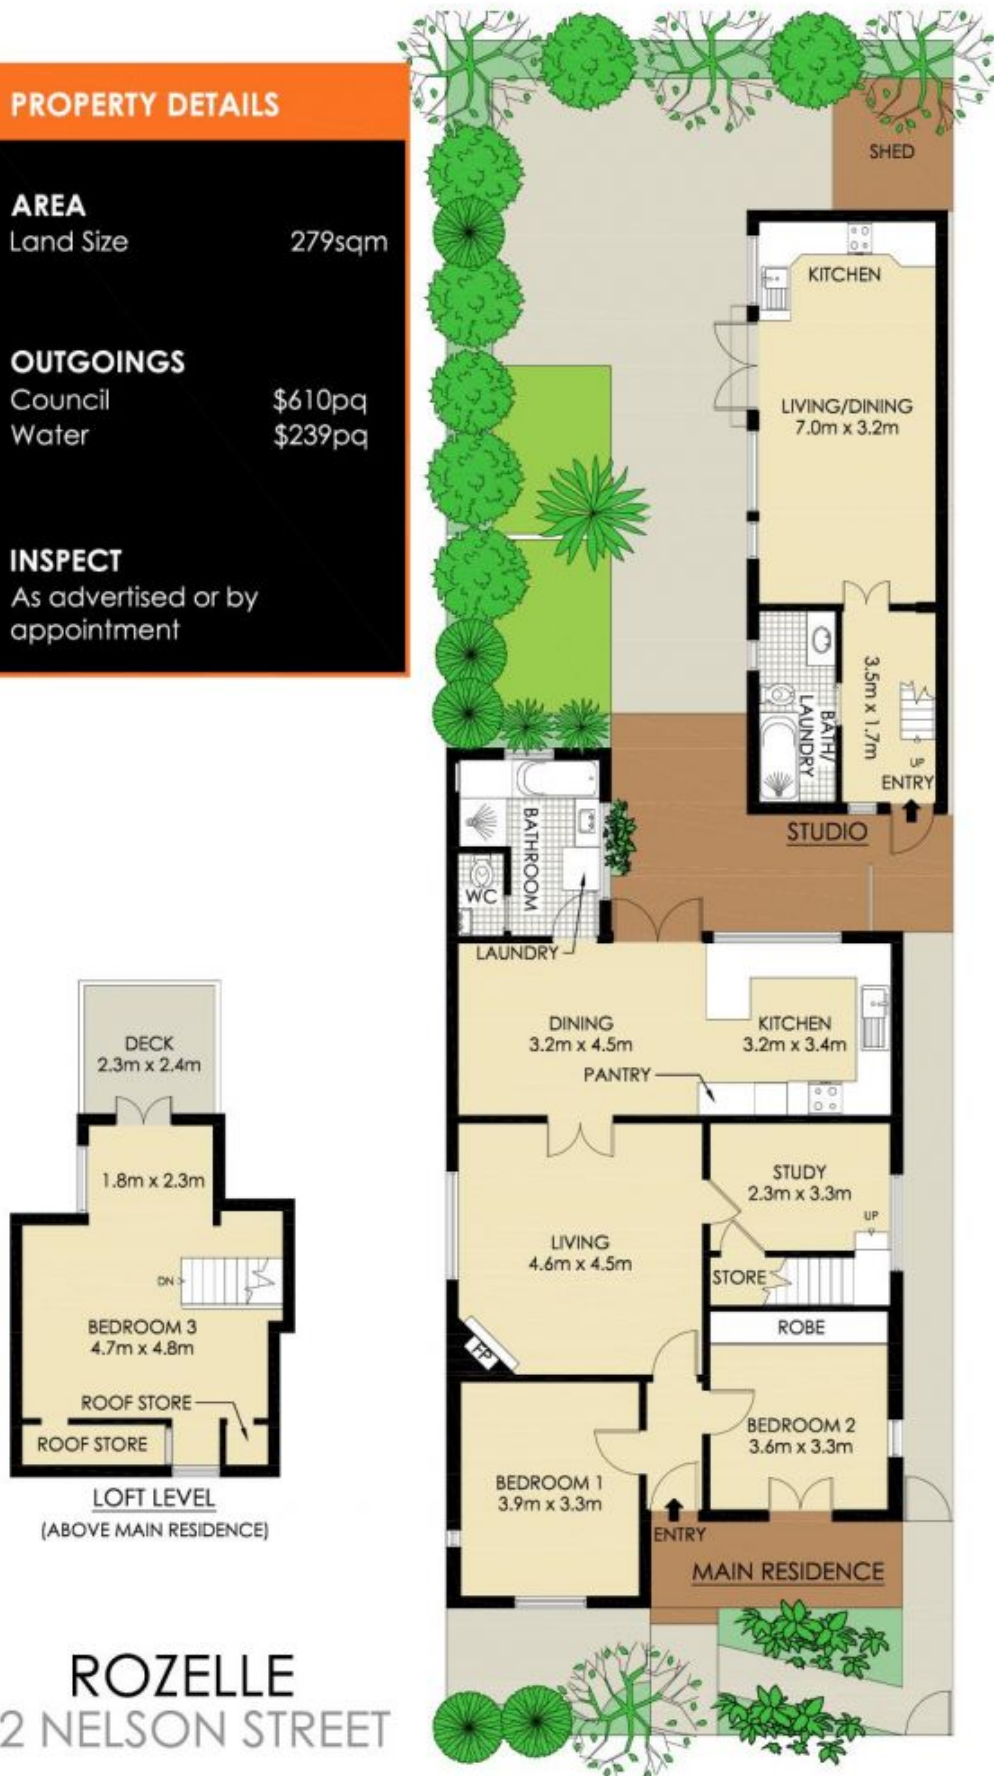 PROPERTY DETAILS
AREA
Land Size 279sqm
OUTGOINGS
Council $610pq
Water $239pq
INSPECT
As advertised or by
appointment
SHED
KITCHEN
LIVING/DINING
7.0m x 3.2m
3.5m x 1.7m
BATH/
LAUNDRY
UP
ENTRY
STUDIO
BATHROOM
WC
LAUNDRY
DINING
3.2m x 4.5m
KITCHEN
3.2m x 3.4m
PANTRY
STUDY
2.3m x 3.3m
UP
LIVING
4.6m x 4.5m
STORE
ROBE
FP
BEDROOM 2
3.6m x 3.3m
BEDROOM 1
3.9m x 3.3m
ENTRY
MAIN RESIDENCE
DECK
2.3m x 2.4m
1.8m x 2.3m
DN
BEDROOM 3
4.7m x 4.8m
ROOF STORE
ROOF STORE
LOFT LEVEL
(ABOVE MAIN RESIDENCE)
ROZELLE
2 NELSON STREET